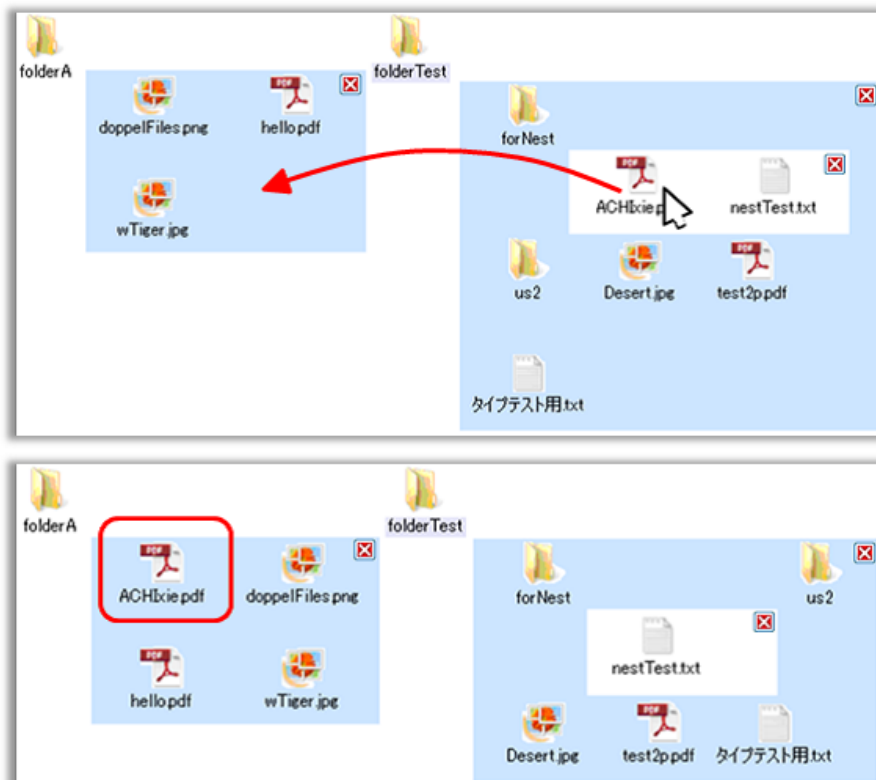 folderA
folderTest
doppelFiles.png
hello.pdf
forNest
wTiger.jpg
nestTest.txt
us2
Desert.jpg
test2p.pdf
タイプテスト用.txt
folderA
folderTest
ACHIxie.pdf
doppelFiles.png
forNest
us2
hello.pdf
wTiger.jpg
nestTest.txt
Desert.jpg
test2p.pdf
タイプテスト用.txt